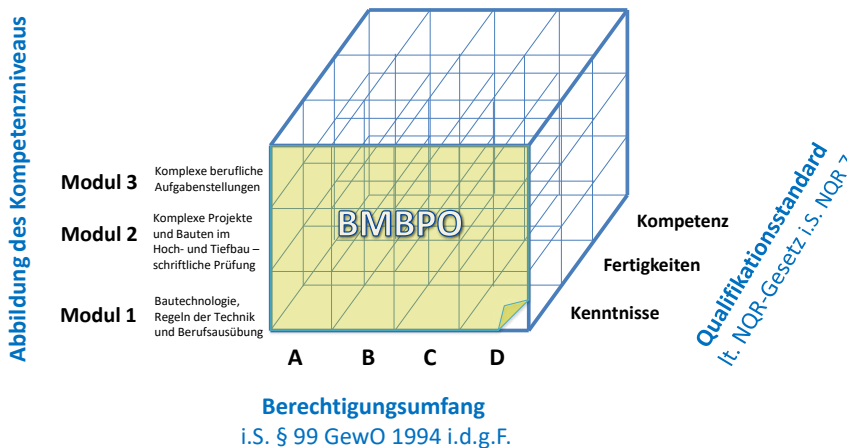 Abbildung des Kompetenzniveaus
Modul 3
Komplexe berufliche
Aufgabenstellungen
Modul 2
Komplexe Projekte
und Bauten im
Hoch- und Tiefbau –
schriftliche Prüfung
Modul 1
Bautechnologie,
Regeln der Technik
und Berufsausübung
BMBPO
A B C D
Kompetenz
Fertigkeiten
Kenntnisse
Qualifikationsstandard
lt. NQR-Gesetz i.S. NQR 7
Berechtigungsumfang
i.S. § 99 GewO 1994 i.d.g.F.